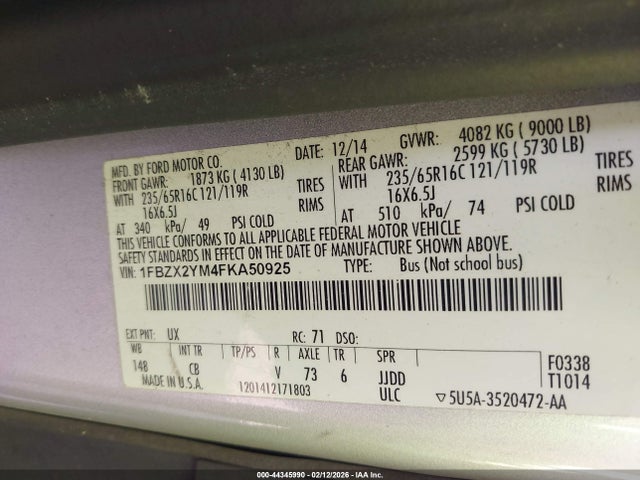 MFD. BY FORD MOTOR CO. DATE: 12/14 GVWR: 4082 KG ( 9000 LB)
FRONT GAWR: 1873 KG ( 4130 LB) REAR GAWR: 2599 KG ( 5730 LB)
WITH 235/65R16C 121/119R TIRES WITH 235/65R16C 121/119R TIRES
16X6.5J RIMS 16X6.5J RIMS
AT 340 kPa/ 49 PSI COLD AT 510 kPa/ 74 PSI COLD
THIS VEHICLE CONFORMS TO ALL APPLICABLE FEDERAL MOTOR VEHICLE
SAFETY STANDARDS IN EFFECT ON THE DATE OF MANUFACTURE SHOWN ABOVE.
VIN: 1FBZX2YM4FKA50925 TYPE: Bus (Not school bus)
EXT PNT: UX RC: 71 DSO:
WB INT TR TP/PS R AXLE TR SPR F0338
148 CB V 73 6 JJDD T1014
MADE IN U.S.A. 1201412171803 ULC ▽5U5A-3520472-AA
000-44345990 - 02/12/2026 - IAA Inc.